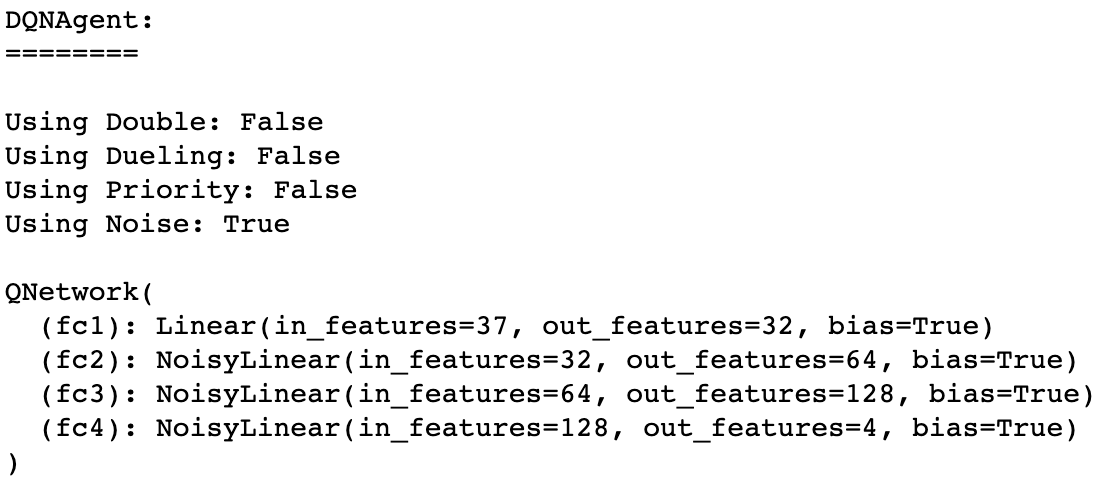 DQNAgent:
========
Using Double: False
Using Dueling: False
Using Priority: False
Using Noise: True
QNetwork(
(fc1): Linear(in_features=37, out_features=32, bias=True)
(fc2): NoisyLinear(in_features=32, out_features=64, bias=True)
(fc3): NoisyLinear(in_features=64, out_features=128, bias=True)
(fc4): NoisyLinear(in_features=128, out_features=4, bias=True)
)